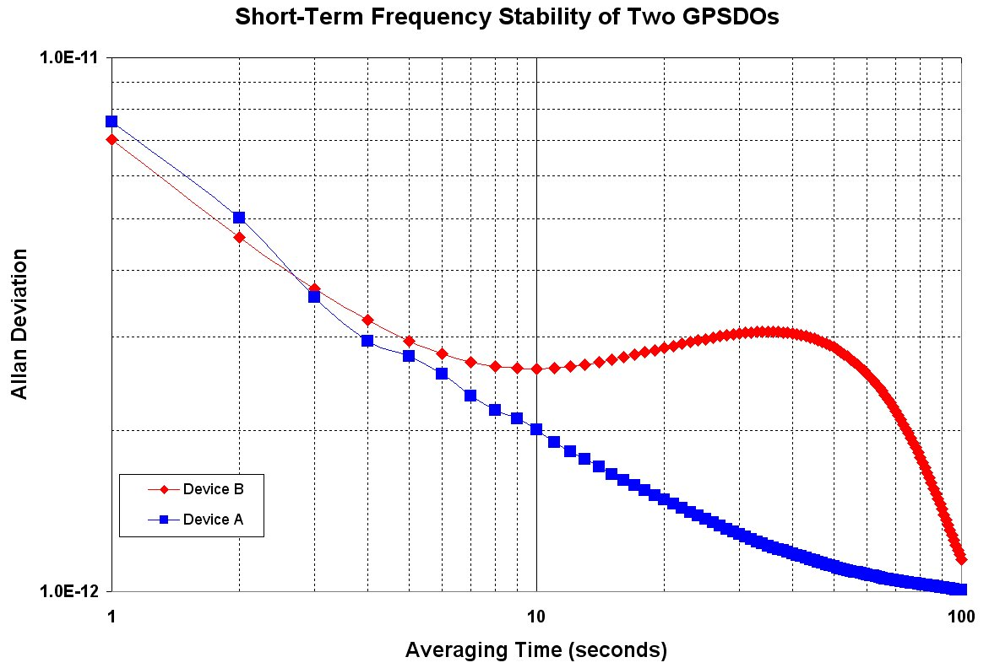 Short-Term Frequency Stability of Two GPSDOs
1.0E-11
Allan Deviation
Device B
Device A
1.0E-12
1
10
100
Averaging Time (seconds)